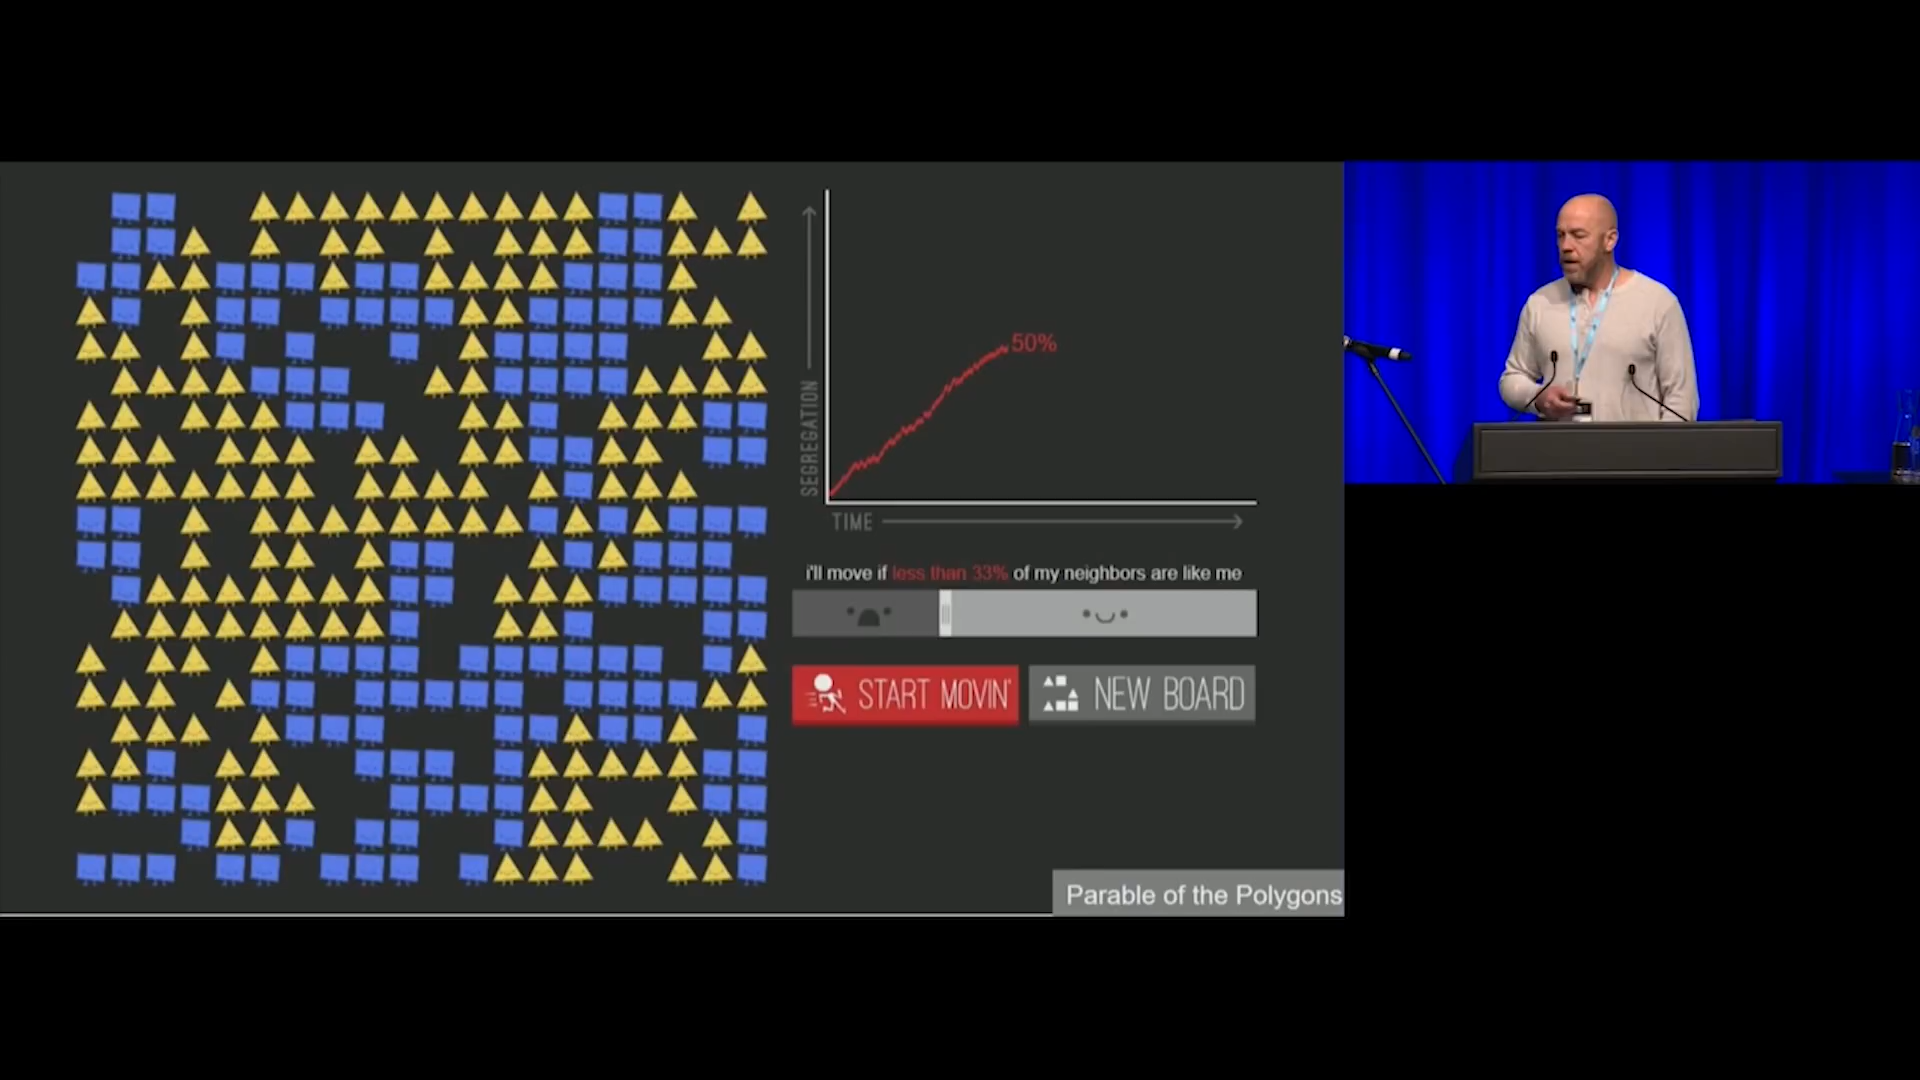 50%
SEGREGATION
TIME
i'll move if less than 33% of my neighbors are like me
START MOVIN'
NEW BOARD
Parable of the Polygons